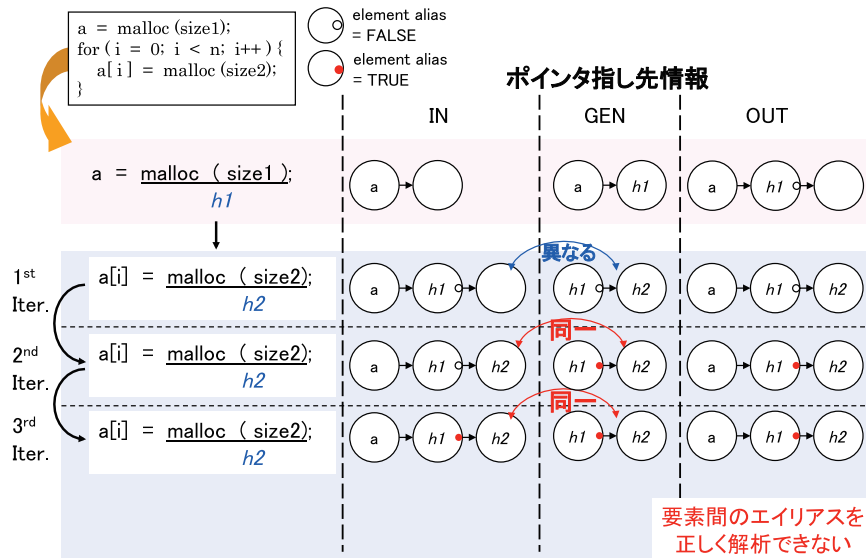 a = malloc (size1);
for ( i = 0; i < n; i++ ) {
a[ i ] = malloc (size2);
}
element alias
= FALSE
element alias
= TRUE
ポインタ指し先情報
IN
GEN
OUT
a = malloc ( size1 );
h1
a
a
h1
a
h1
1st
Iter.
a[i] = malloc ( size2);
h2
a
h1
異なる
h1
h2
a
h1
h2
2nd
Iter.
a[i] = malloc ( size2);
h2
a
h1
h2
同一
h1
h2
a
h1
h2
3rd
Iter.
a[i] = malloc ( size2);
h2
a
h1
h2
同一
h1
h2
a
h1
h2
要素間のエイリアスを
正しく解析できない